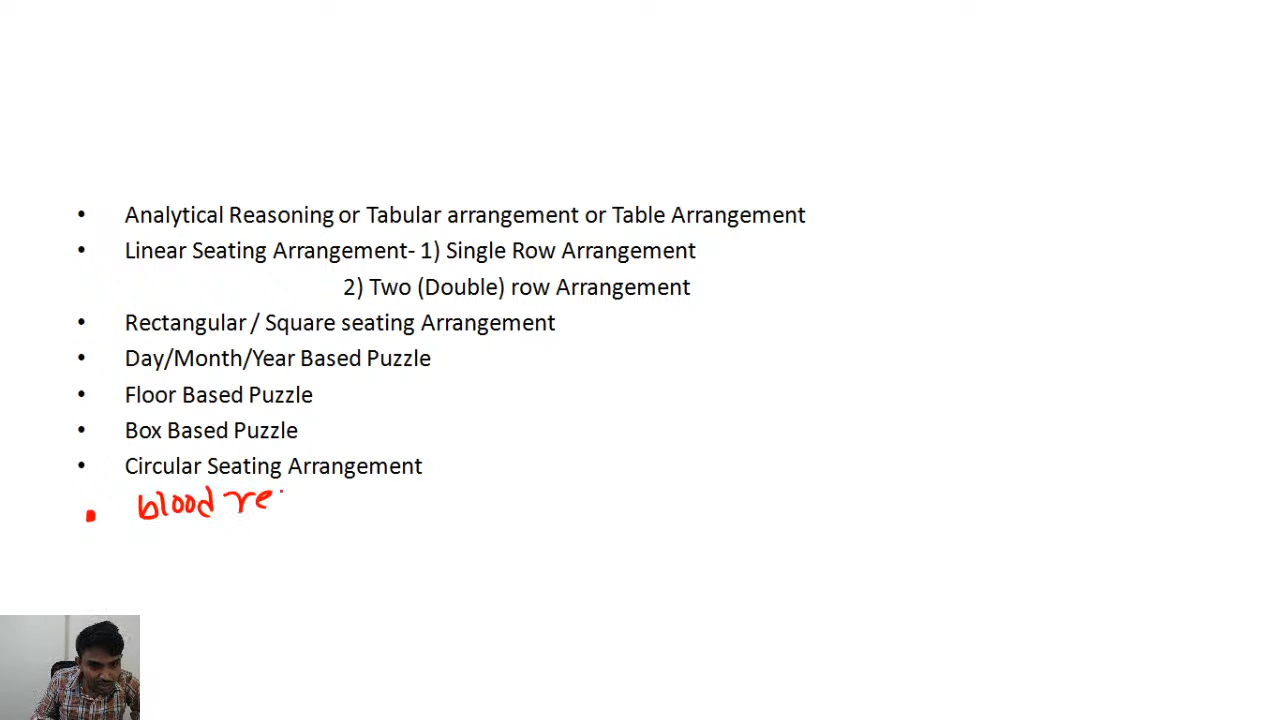 • Analytical Reasoning or Tabular arrangement or Table Arrangement
• Linear Seating Arrangement- 1) Single Row Arrangement
2) Two (Double) row Arrangement
• Rectangular / Square seating Arrangement
• Day/Month/Year Based Puzzle
• Floor Based Puzzle
• Box Based Puzzle
• Circular Seating Arrangement
• blood re